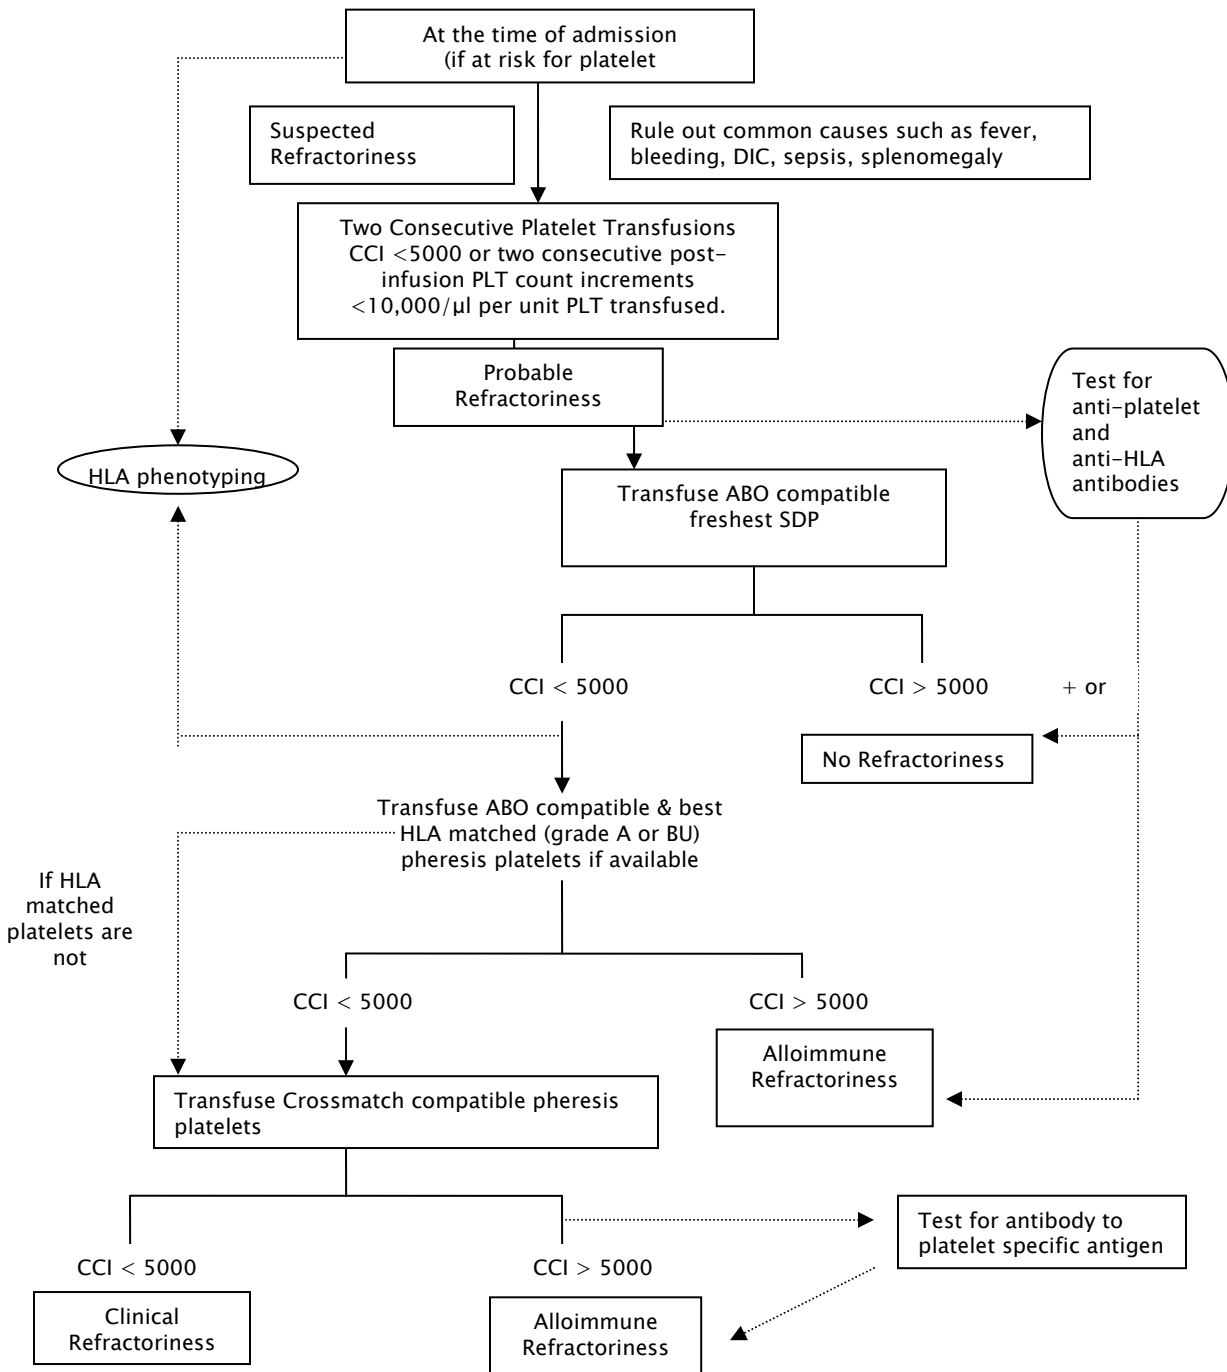 At the time of admission
(if at risk for platelet
Suspected
Refractoriness
Rule out common causes such as fever,
bleeding, DIC, sepsis, splenomegaly
Two Consecutive Platelet Transfusions
CCI <5000 or two consecutive post-
infusion PLT count increments
<10,000/µl per unit PLT transfused.
Probable
Refractoriness
Test for
anti-platelet
and
anti-HLA
antibodies
HLA phenotyping
Transfuse ABO compatible
freshest SDP
CCI < 5000
CCI > 5000
+ or
No Refractoriness
Transfuse ABO compatible & best
HLA matched (grade A or BU)
pheresis platelets if available
If HLA
matched
platelets are
not
CCI < 5000
CCI > 5000
Alloimmune
Refractoriness
Transfuse Crossmatch compatible pheresis
platelets
Test for antibody to
platelet specific antigen
CCI < 5000
CCI > 5000
Clinical
Refractoriness
Alloimmune
Refractoriness